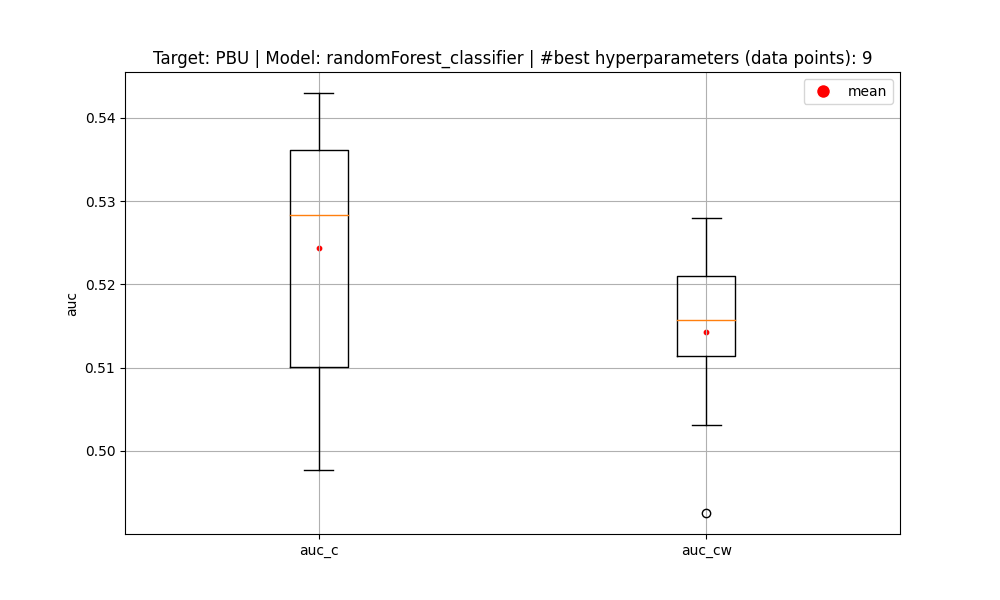 Target: PBU | Model: randomForest_classifier | #best hyperparameters (data points): 9
mean
0.54
0.53
0.52
0.51
0.50
auc
auc_c
auc_cw